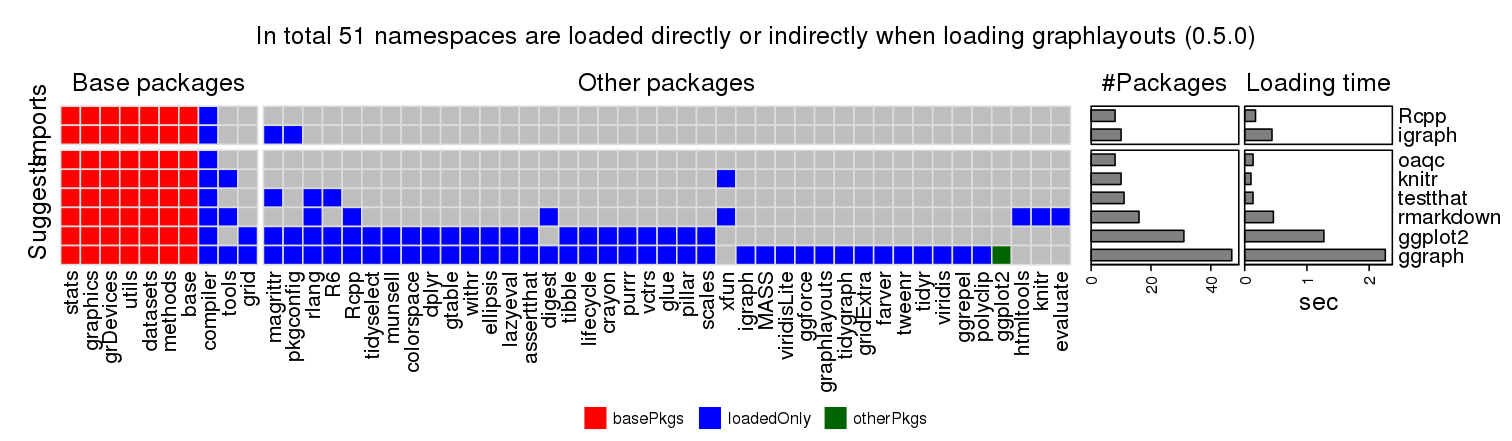 In total 51 namespaces are loaded directly or indirectly when loading graphlayouts (0.5.0)
Base packages
Other packages
#Packages
Loading time
Imports
Suggests
Rcpp
igraph
oaqc
knitr
testthat
rmarkdown
ggplot2
ggraph
0
20
40
0
1
2
sec
stats
graphics
grDevices
utils
datasets
methods
base
compiler
tools
grid
magrittr
pkgconfig
rlang
R6
Rcpp
tidyselect
munsell
colorspace
dplyr
gtable
withr
ellipsis
lazyeval
assertthat
digest
tibble
lifecycle
crayon
purrr
vctrs
glue
pillar
scales
xfun
igraph
MASS
viridisLite
ggforce
graphlayouts
tidygraph
gridExtra
farver
tweenr
tidyr
viridis
ggrepel
polyclip
ggplot2
htmltools
knitr
evaluate
basePkgs
loadedOnly
otherPkgs